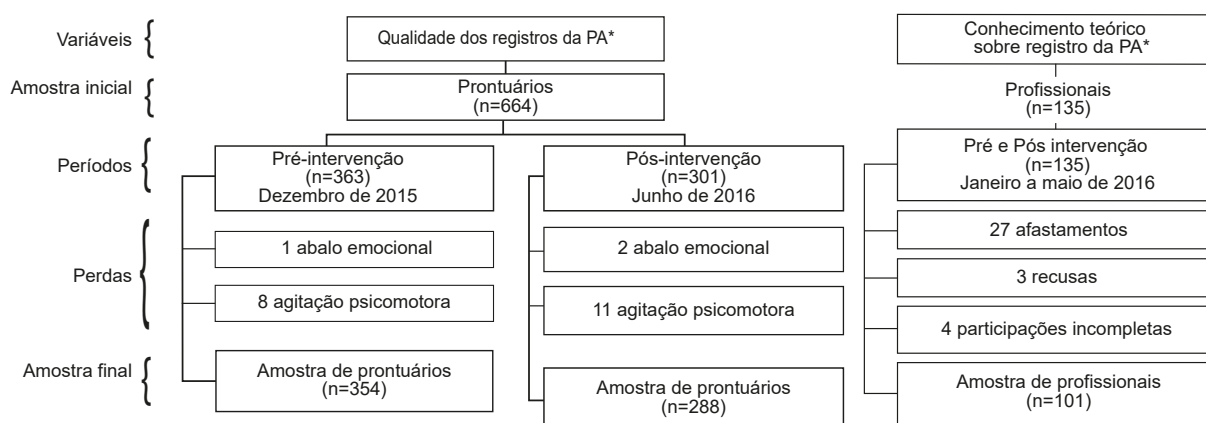 Variáveis
Qualidade dos registros da PA*
Conhecimento teórico
sobre registro da PA*
Amostra inicial
Prontuários
(n=664)
Profissionais
(n=135)
Períodos
Pré-intervenção
(n=363)
Dezembro de 2015
Pós-intervenção
(n=301)
Junho de 2016
Pré e Pós intervenção
(n=135)
Janeiro a maio de 2016
Perdas
1 abalo emocional
8 agitação psicomotora
2 abalo emocional
11 agitação psicomotora
27 afastamentos
3 recusas
4 participações incompletas
Amostra final
Amostra de prontuários
(n=354)
Amostra de prontuários
(n=288)
Amostra de profissionais
(n=101)